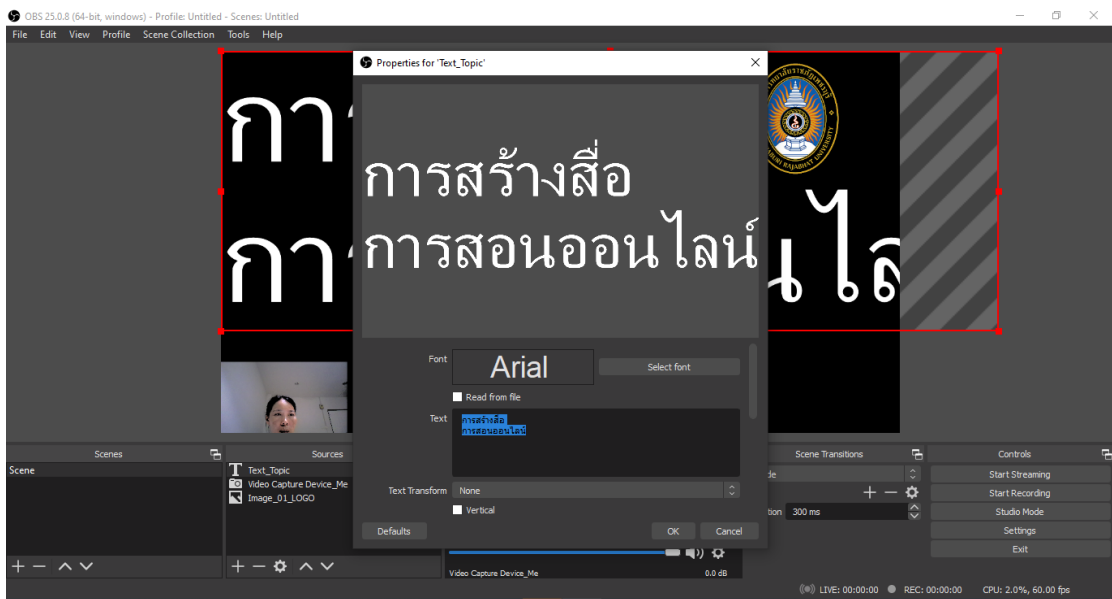 OBS 25.0.8 (64-bit, windows) - Profile: Untitled - Scenes: Untitled
File Edit View Profile Scene Collection Tools Help
Properties for 'Text_Topic'
การสร้างสื่อ
การสอนออนไลน์
Font
Arial
Select font
Read from file
Text
การสร้างสื่อ
การสอนออนไลน์
Text Transform
None
Vertical
Defaults
OK
Cancel
Scenes
Scene
Sources
Text_Topic
Video Capture Device_Me
Image_01_LOGO
Video Capture Device_Me
0.0 dB
Scene Transitions
300 ms
Controls
Start Streaming
Start Recording
Studio Mode
Settings
Exit
LIVE: 00:00:00
REC: 00:00:00
CPU: 2.0%, 60.00 fps